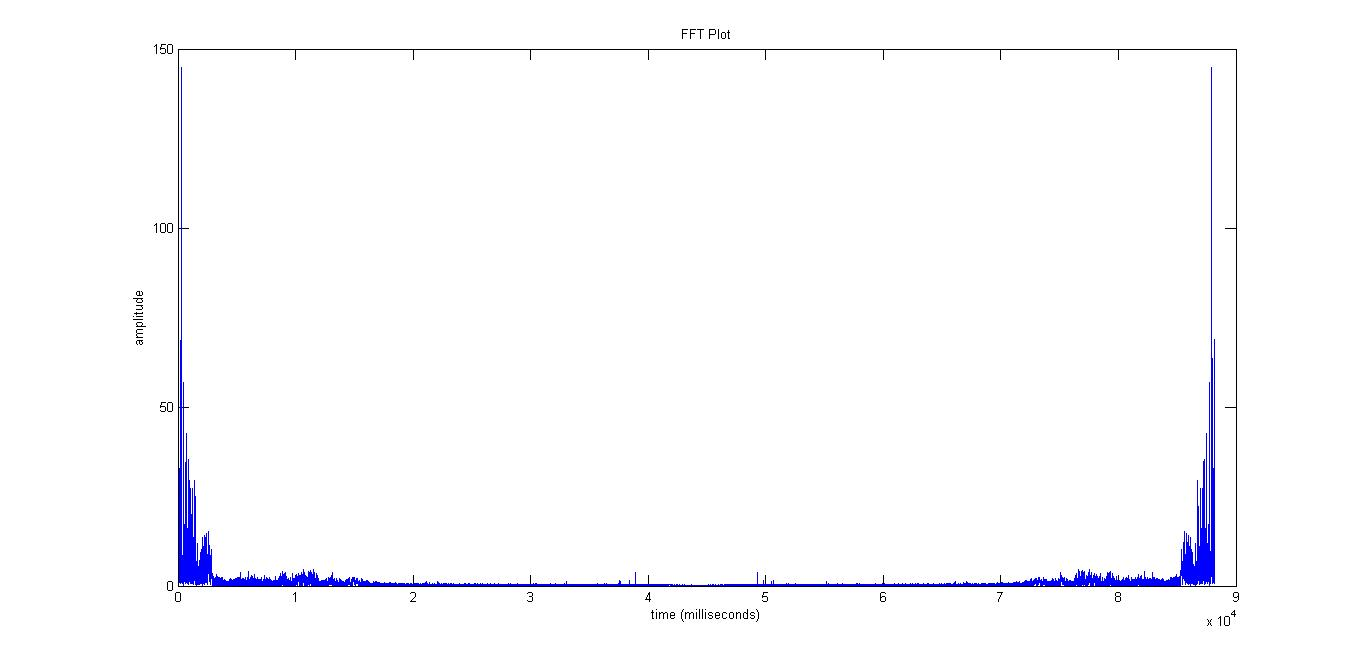 FFT Plot
150
100
50
0
amplitude
0 1 2 3 4 5 6 7 8 9
x 10^4
time (milliseconds)